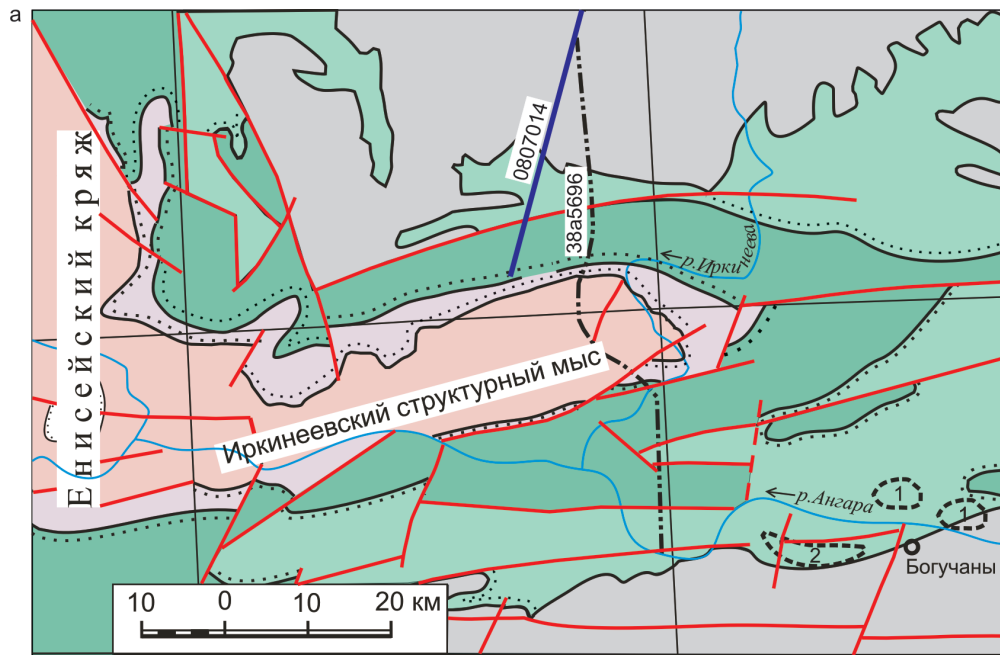 а
0807014
38а5696
Енисейский кряж
р.Иркинеева
Иркинеевский структурный мыс
р.Ангара
1
1
2
Богучаны
10 0 10 20 км